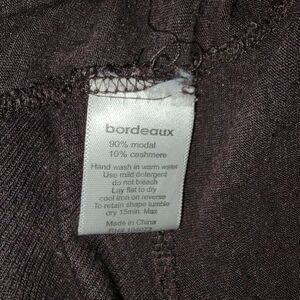 bordeaux
90% modal
10% cashmere
Hand wash in warm water
Use mild detergent
do not bleach
Lay flat to dry
cool iron on reverse
To retain shape tumble
dry 15min. Max
Made in China